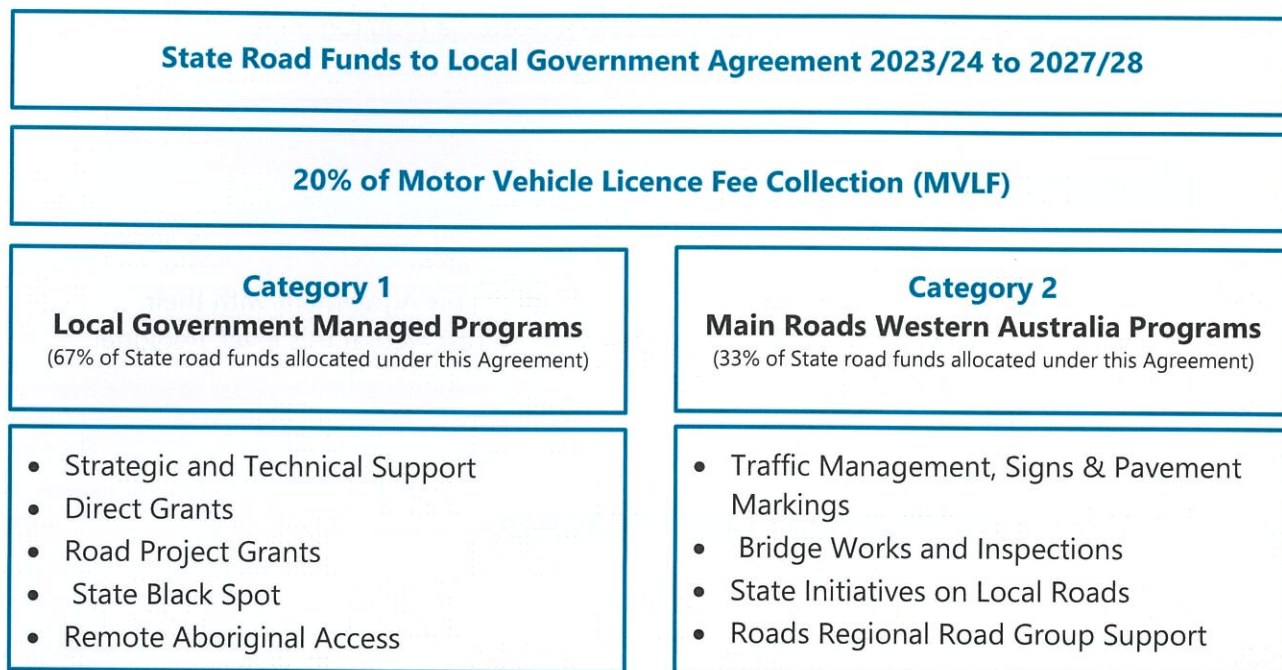 State Road Funds to Local Government Agreement 2023/24 to 2027/28
20% of Motor Vehicle Licence Fee Collection (MVLF)
Category 1
Local Government Managed Programs
(67% of State road funds allocated under this Agreement)
• Strategic and Technical Support
• Direct Grants
• Road Project Grants
• State Black Spot
• Remote Aboriginal Access
Category 2
Main Roads Western Australia Programs
(33% of State road funds allocated under this Agreement)
• Traffic Management, Signs & Pavement
Markings
• Bridge Works and Inspections
• State Initiatives on Local Roads
• Roads Regional Road Group Support